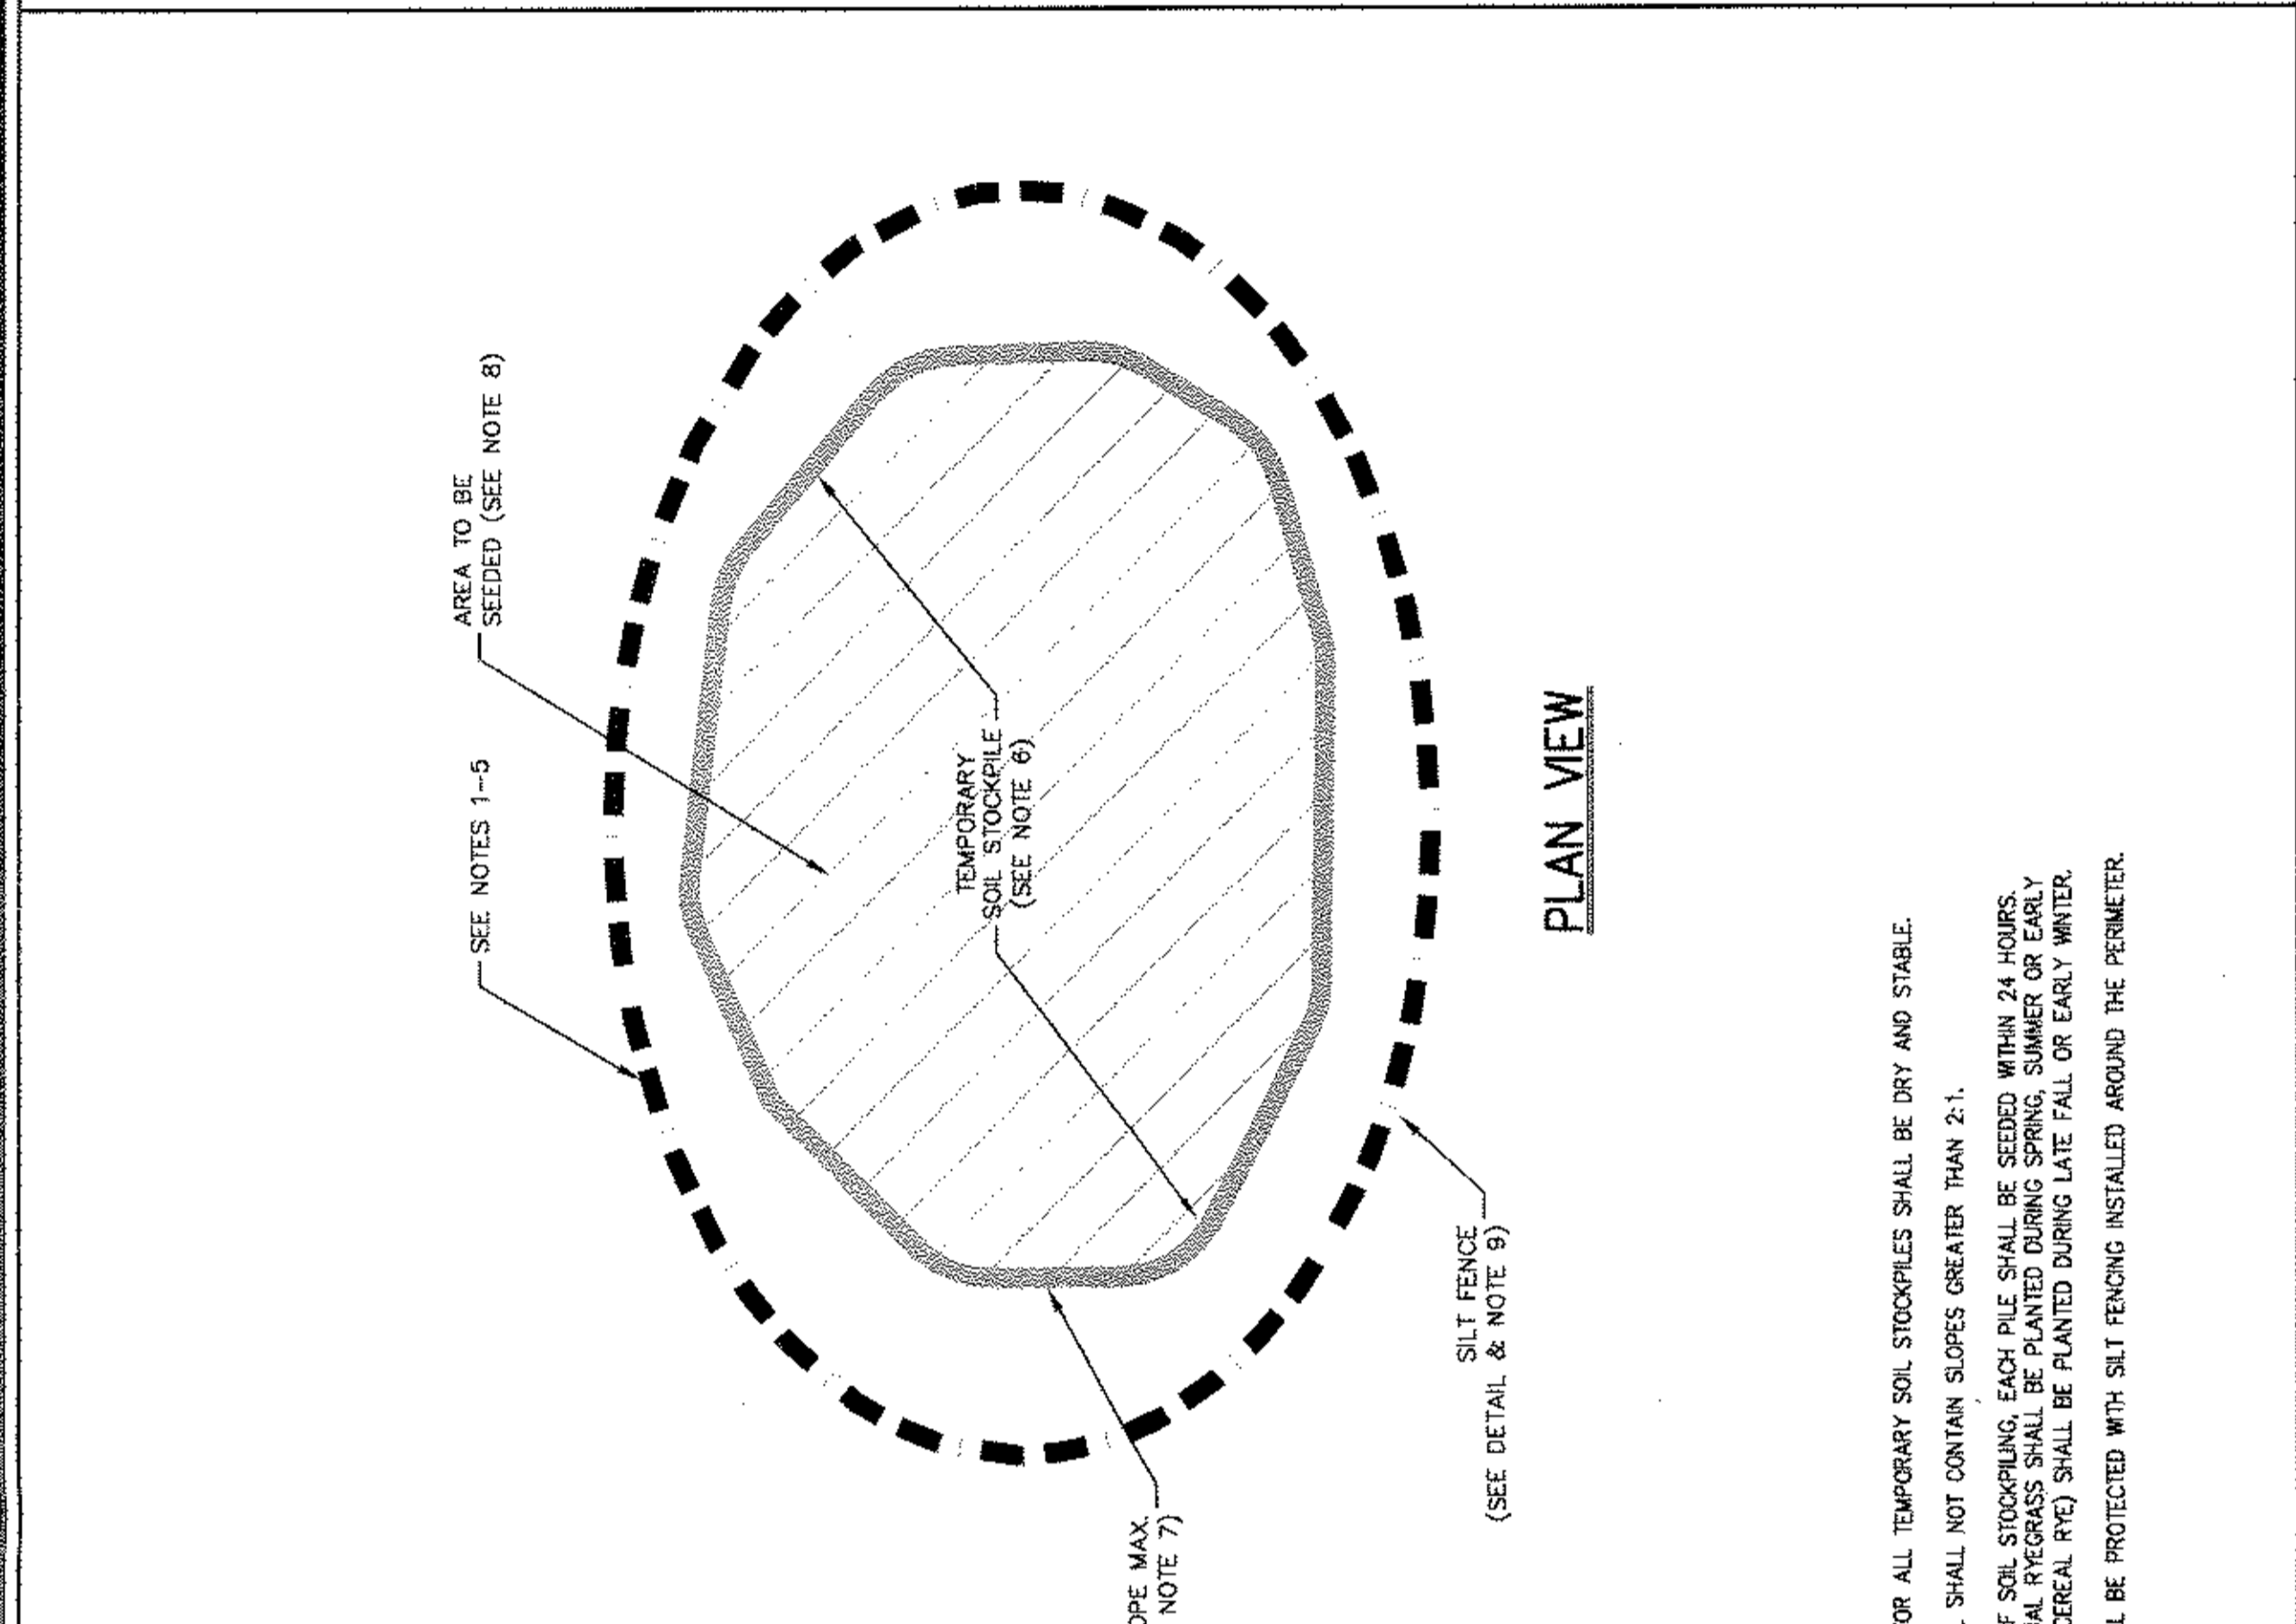 SEE NOTES 1-5
AREA TO BE
SEEDED (SEE NOTE 8)
TEMPORARY
SOIL STOCKPILE
(SEE NOTE 6)
OPE MAX.
NOTE 7)
SILT FENCE
(SEE DETAIL & NOTE 9)
PLAN VIEW
FOR ALL TEMPORARY SOIL STOCKPILES SHALL BE DRY AND STABLE.
SHALL NOT CONTAIN SLOPES GREATER THAN 2:1.
F SOIL STOCKPILING, EACH PILE SHALL BE SEEDED WITHIN 24 HOURS.
AL RYEGRASS SHALL BE PLANTED DURING SPRING, SUMMER OR EARLY
CEREAL RYE) SHALL BE PLANTED DURING LATE FALL OR EARLY WINTER.
L BE PROTECTED WITH SILT FENCING INSTALLED AROUND THE PERIMETER.